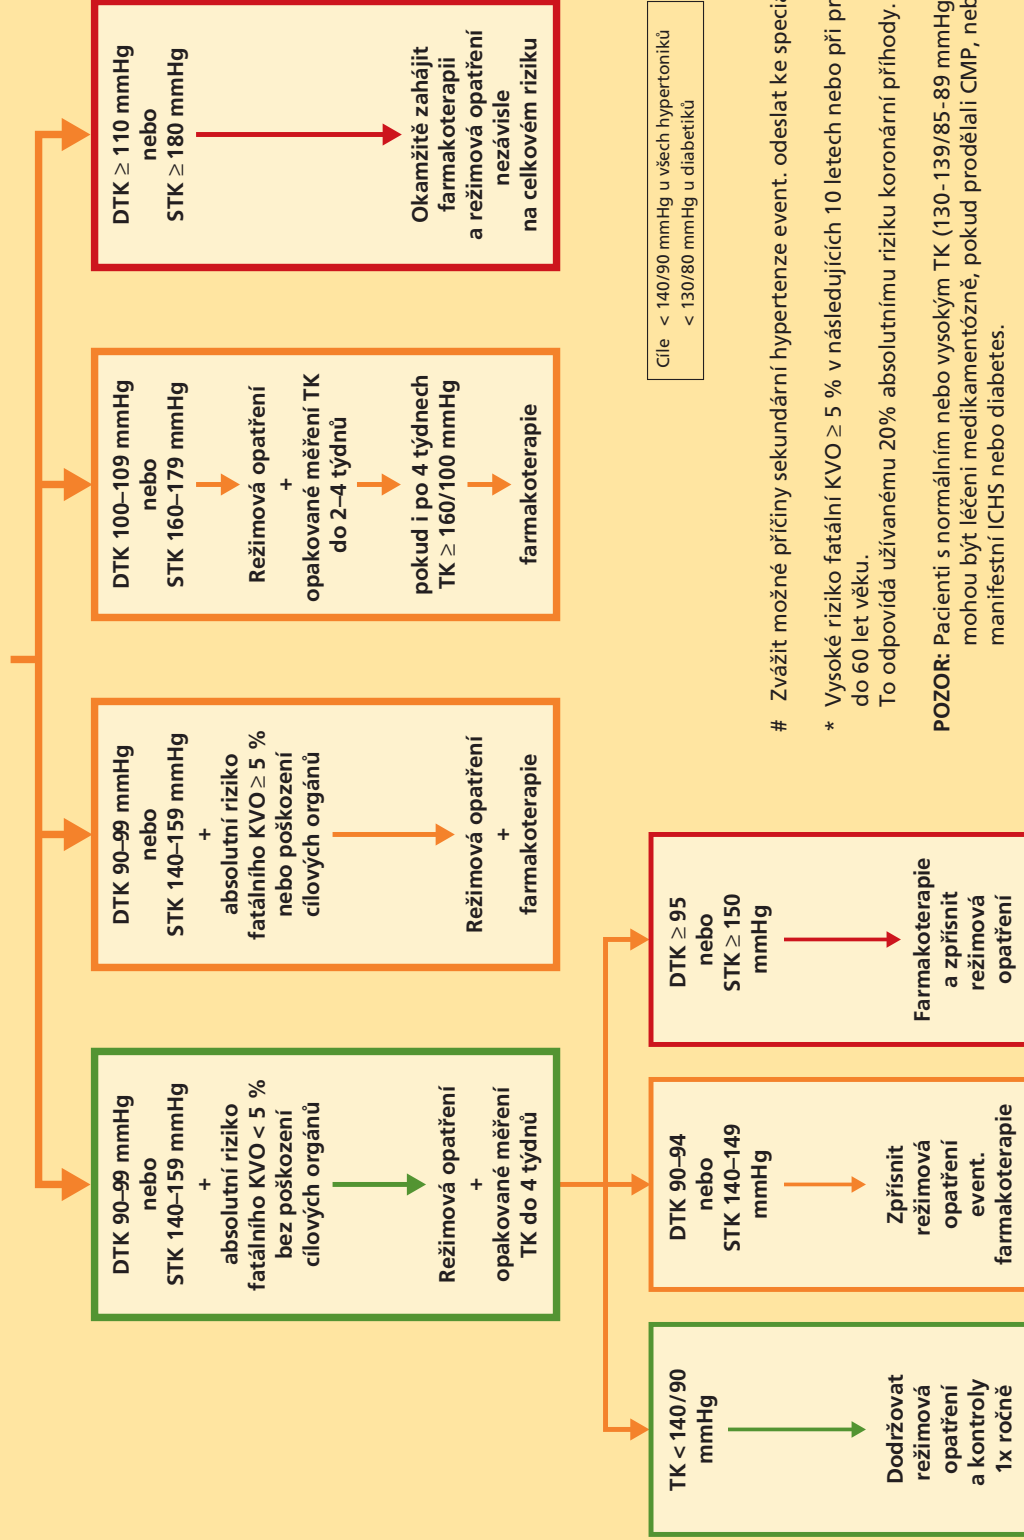 DTK 90–99 mmHg
nebo
STK 140–159 mmHg
+
absolutní riziko
fatálního KVO < 5 %
bez poškození
cílových orgánů
Režimová opatření
+
opakované měření
TK do 4 týdnů
DTK 90–99 mmHg
nebo
STK 140–159 mmHg
+
absolutní riziko
fatálního KVO ≥ 5 %
nebo poškození
cílových orgánů
Režimová opatření
+
farmakoterapie
DTK 100–109 mmHg
nebo
STK 160–179 mmHg
Režimová opatření
+
opakované měření TK
do 2–4 týdnů
pokud i po 4 týdnech
TK ≥ 160/100 mmHg
farmakoterapie
DTK ≥ 110 mmHg
nebo
STK ≥ 180 mmHg
Okamžitě zahájit
farmakoterapii
a režimová opatření
nezávisle
na celkovém riziku
TK < 140/90
mmHg
Dodržovat
režimová
opatření
a kontroly
1x ročně
DTK 90–94
nebo
STK 140–149
mmHg
Zpřísnit
režimová
opatření
event.
farmakoterapie
DTK ≥ 95
nebo
STK ≥ 150
mmHg
Farmakoterapie
a zpřísnit
režimová
opatření
Cíle < 140/90 mmHg u všech hypertoniků
< 130/80 mmHg u diabetiků
# Zvážit možné příčiny sekundární hypertenze event. odeslat ke
* Vysoké riziko fatální KVO ≥ 5 % v následujících 10 letech nebo při
do 60 let věku.
To odpovídá užívanému 20% absolutnímu riziku koronární příhody.
POZOR: Pacienti s normálním nebo vysokým TK (130-139/85-89 mmHg
mohou být léčeni medikamentózně, pokud prodělali CMP,
manifestní ICHS nebo diabetes.